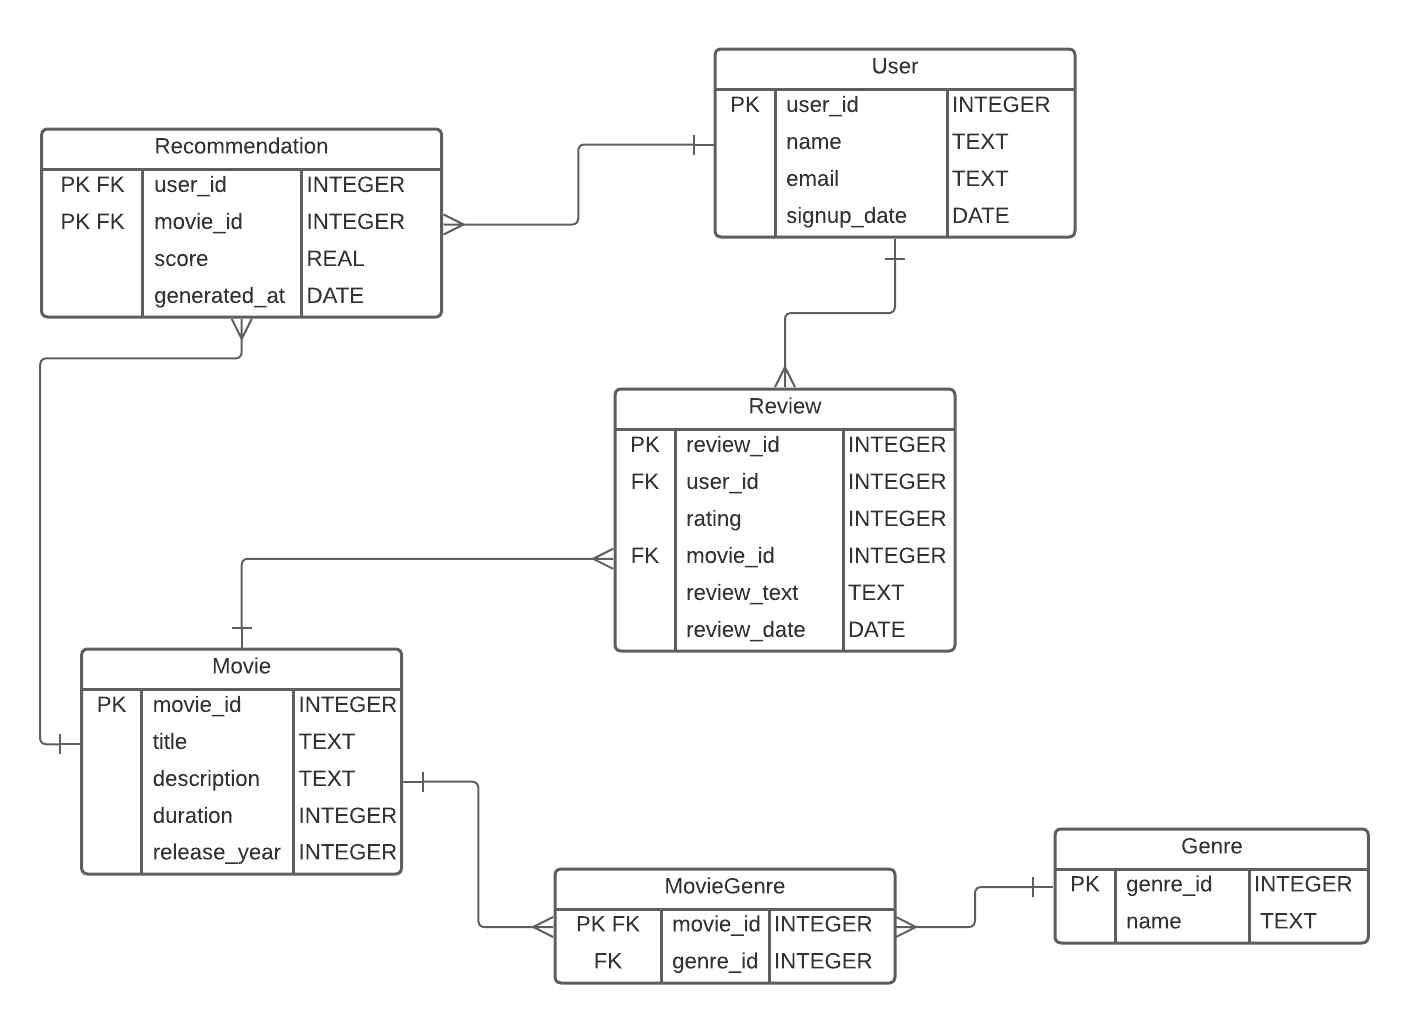 User
PK user_id INTEGER
name TEXT
email TEXT
signup_date DATE
Recommendation
PK FK user_id INTEGER
PK FK movie_id INTEGER
score REAL
generated_at DATE
Review
PK review_id INTEGER
FK user_id INTEGER
rating INTEGER
FK movie_id INTEGER
review_text TEXT
review_date DATE
Movie
PK movie_id INTEGER
title TEXT
description TEXT
duration INTEGER
release_year INTEGER
MovieGenre
PK FK movie_id INTEGER
FK genre_id INTEGER
Genre
PK genre_id INTEGER
name TEXT